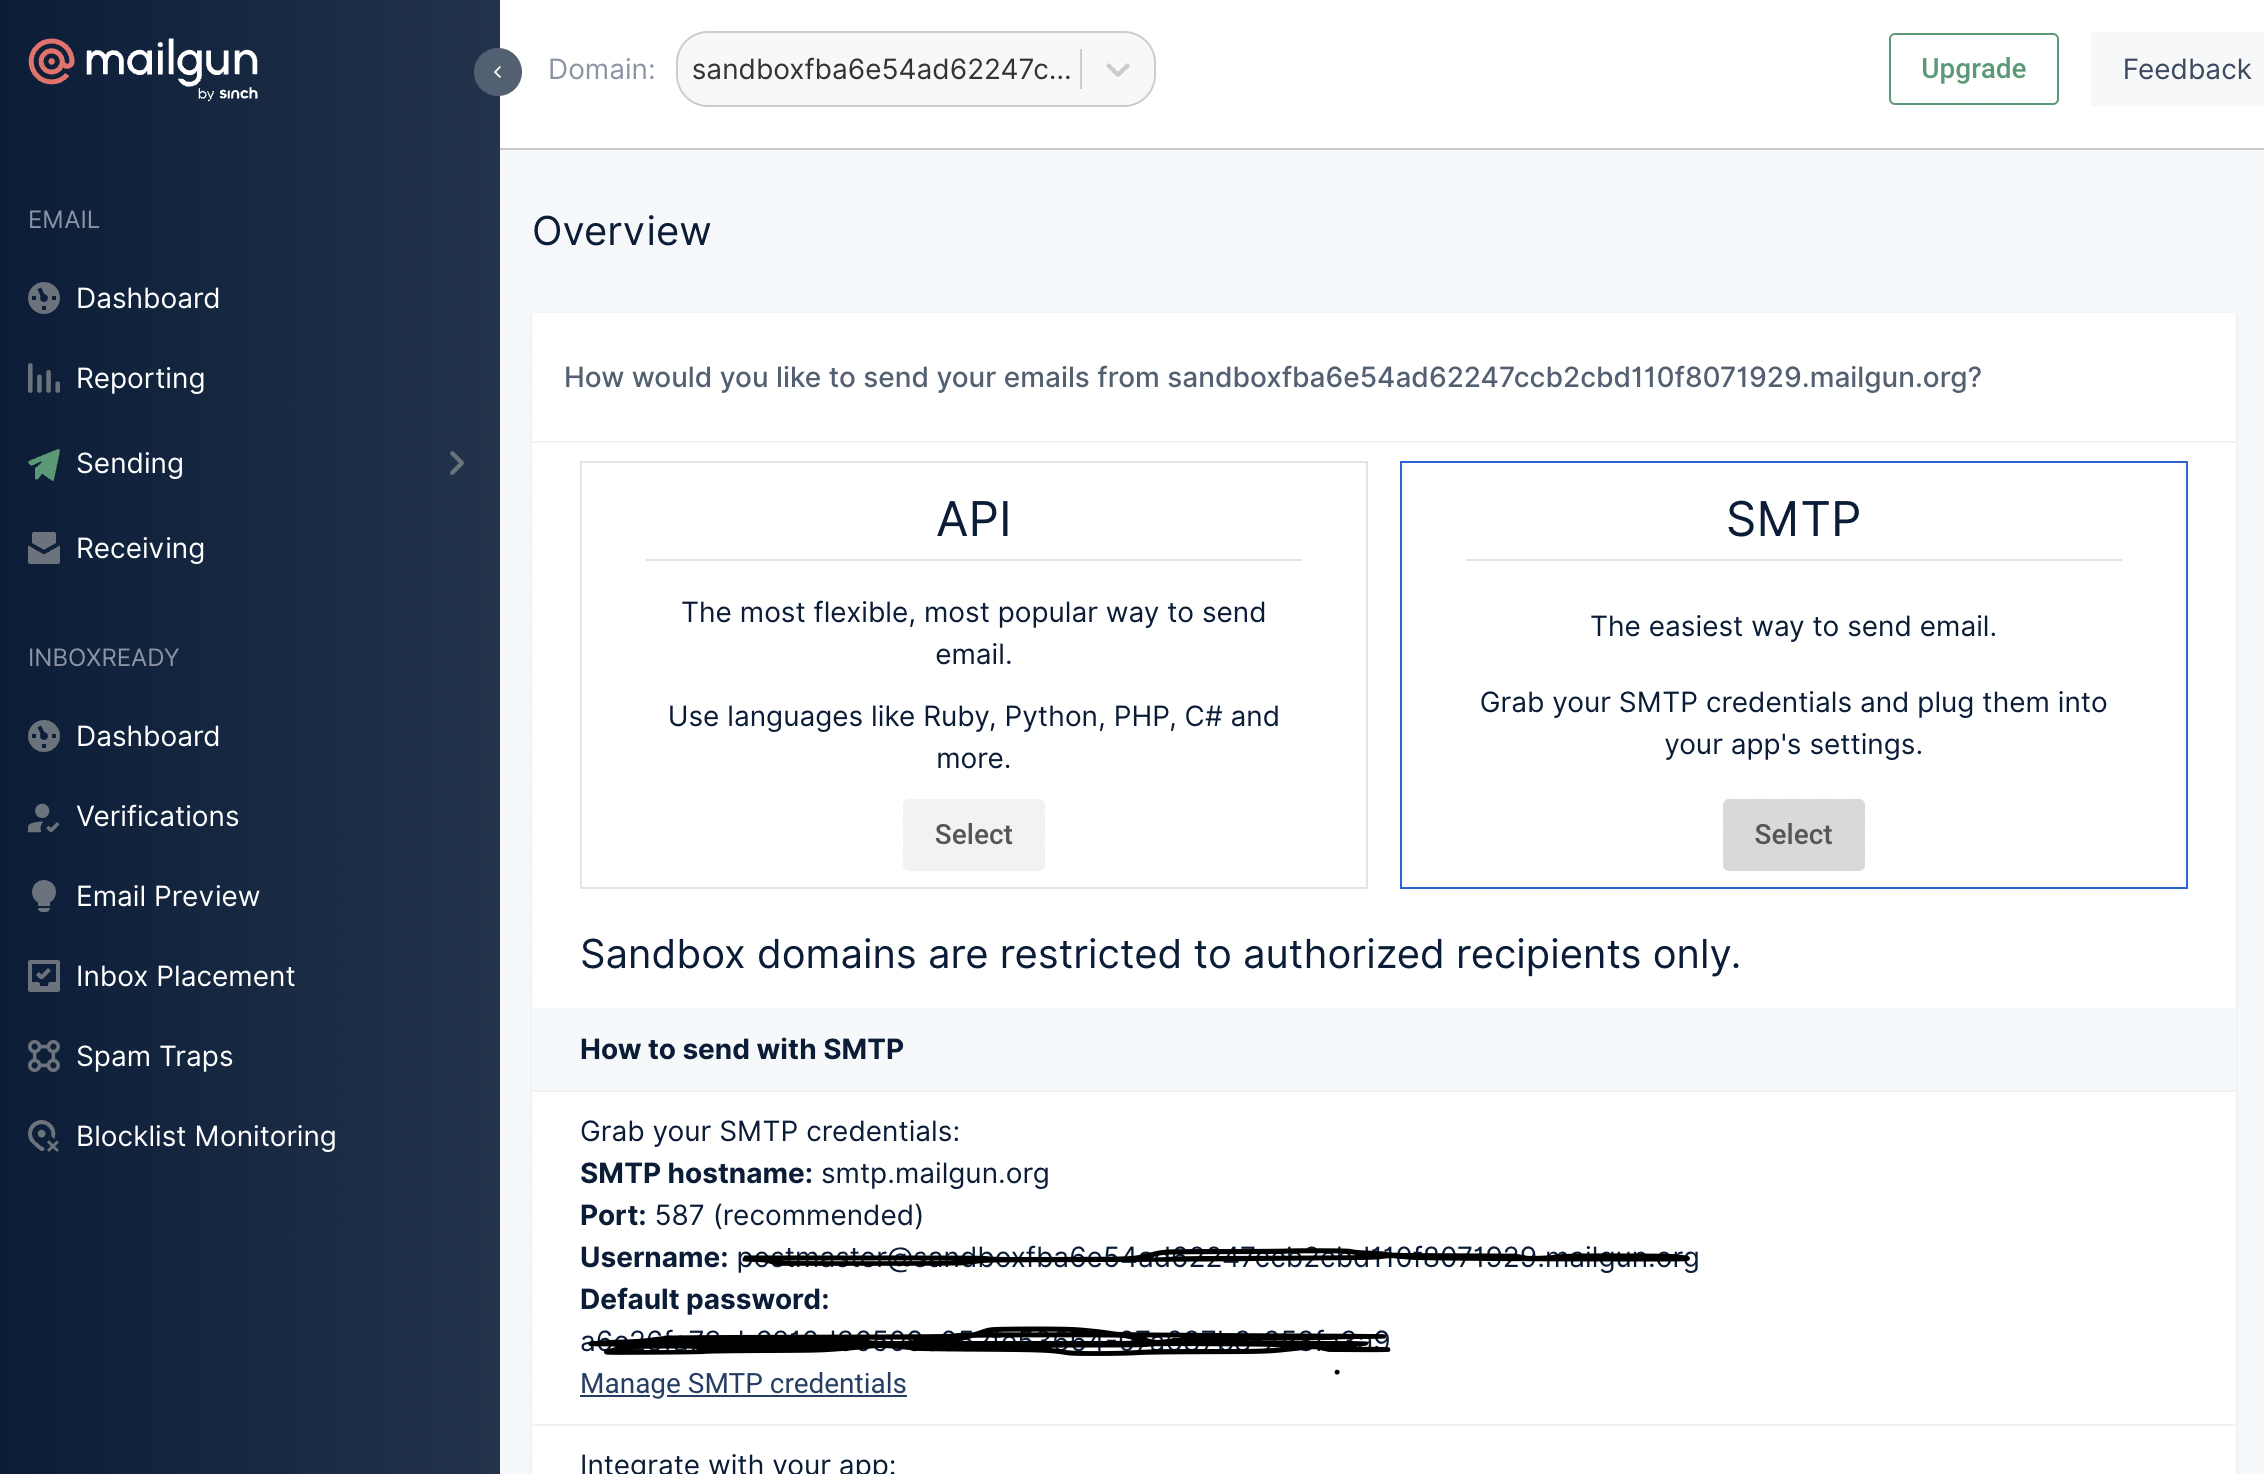 mailgun
by sinch
Domain: sandboxfba6e54ad62247c...
Upgrade
Feedback
EMAIL
Dashboard
Reporting
Sending
Receiving
INBOXREADY
Dashboard
Verifications
Email Preview
Inbox Placement
Spam Traps
Blocklist Monitoring
Overview
How would you like to send your emails from sandboxfba6e54ad62247ccb2cbd110f8071929.mailgun.org?
API
The most flexible, most popular way to send
email.
Use languages like Ruby, Python, PHP, C# and
more.
Select
SMTP
The easiest way to send email.
Grab your SMTP credentials and plug them into
your app's settings.
Select
Sandbox domains are restricted to authorized recipients only.
How to send with SMTP
Grab your SMTP credentials:
SMTP hostname: smtp.mailgun.org
Port: 587 (recommended)
Username:
Default password:
Manage SMTP credentials
Integrate with your app: